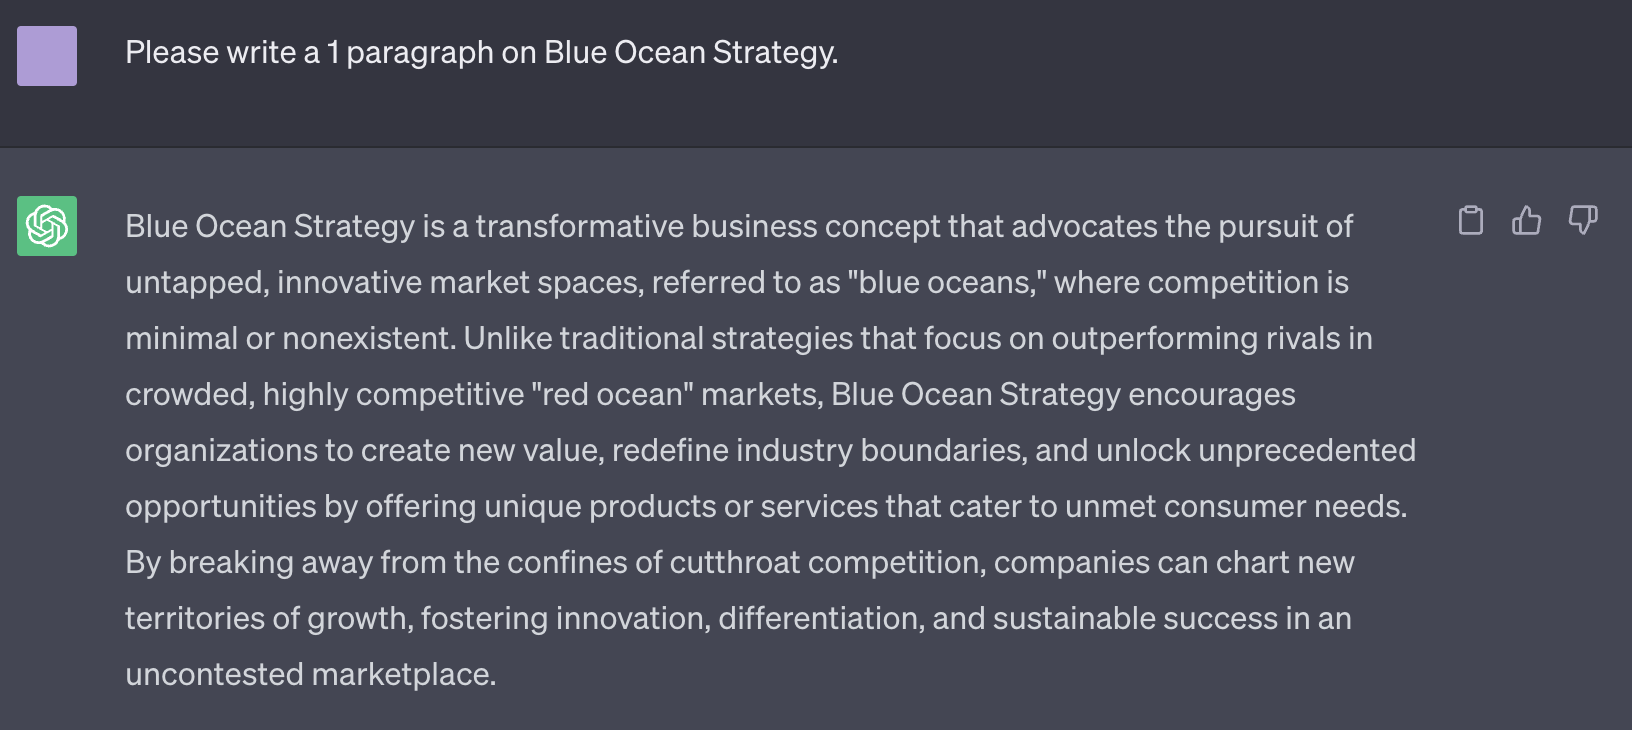 Please write a 1 paragraph on Blue Ocean Strategy.
Blue Ocean Strategy is a transformative business concept that advocates the pursuit of
untapped, innovative market spaces, referred to as "blue oceans," where competition is
minimal or nonexistent. Unlike traditional strategies that focus on outperforming rivals in
crowded, highly competitive "red ocean" markets, Blue Ocean Strategy encourages
organizations to create new value, redefine industry boundaries, and unlock unprecedented
opportunities by offering unique products or services that cater to unmet consumer needs.
By breaking away from the confines of cutthroat competition, companies can chart new
territories of growth, fostering innovation, differentiation, and sustainable success in an
uncontested marketplace.